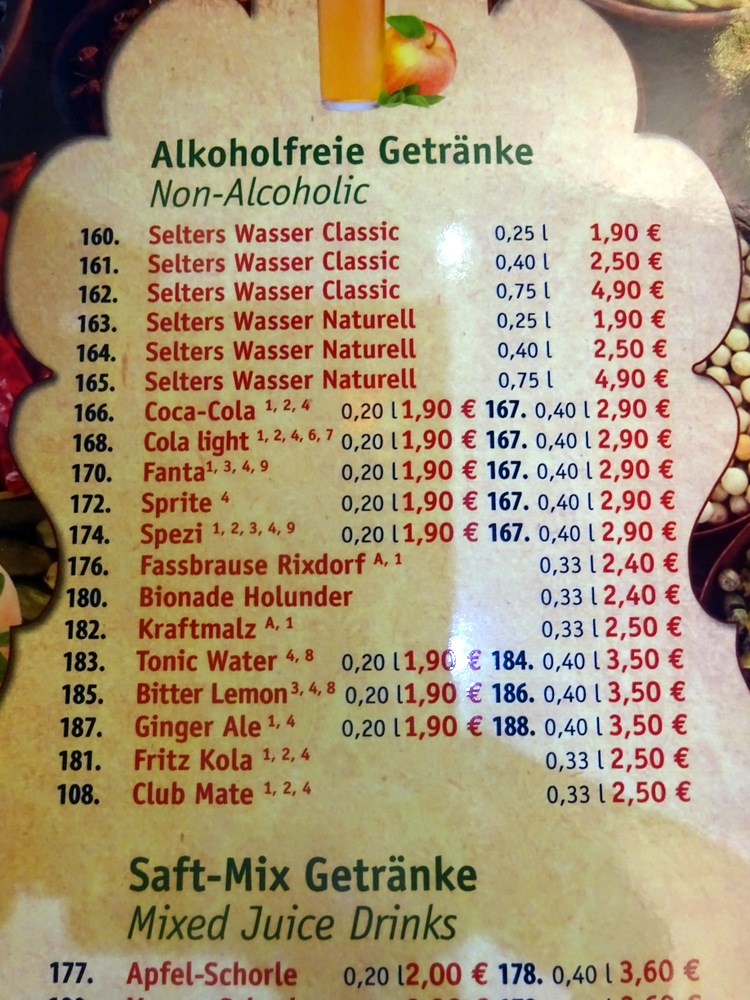 Alkoholfreie Getränke
Non-Alcoholic
160. Selters Wasser Classic 0,25 l 1,90 €
161. Selters Wasser Classic 0,40 l 2,50 €
162. Selters Wasser Classic 0,75 l 4,90 €
163. Selters Wasser Naturell 0,25 l 1,90 €
164. Selters Wasser Naturell 0,40 l 2,50 €
165. Selters Wasser Naturell 0,75 l 4,90 €
166. Coca-Cola 1, 2, 4 0,20 l 1,90 € 167. 0,40 l 2,90 €
168. Cola light 1, 2, 4, 6, 7 0,20 l 1,90 € 167. 0,40 l 2,90 €
170. Fanta 1, 3, 4, 9 0,20 l 1,90 € 167. 0,40 l 2,90 €
172. Sprite 4 0,20 l 1,90 € 167. 0,40 l 2,90 €
174. Spezi 1, 2, 3, 4, 9 0,20 l 1,90 € 167. 0,40 l 2,90 €
176. Fassbrause Rixdorf A, 1 0,33 l 2,40 €
180. Bionade Holunder 0,33 l 2,40 €
182. Kraftmalz A, 1 0,33 l 2,50 €
183. Tonic Water 4, 8 0,20 l 1,90 € 184. 0,40 l 3,50 €
185. Bitter Lemon 3, 4, 8 0,20 l 1,90 € 186. 0,40 l 3,50 €
187. Ginger Ale 1, 4 0,20 l 1,90 € 188. 0,40 l 3,50 €
181. Fritz Kola 1, 2, 4 0,33 l 2,50 €
108. Club Mate 1, 2, 4 0,33 l 2,50 €
Saft-Mix Getränke
Mixed Juice Drinks
177. Apfel-Schorle 0,20 l 2,00 € 178. 0,40 l 3,60 €